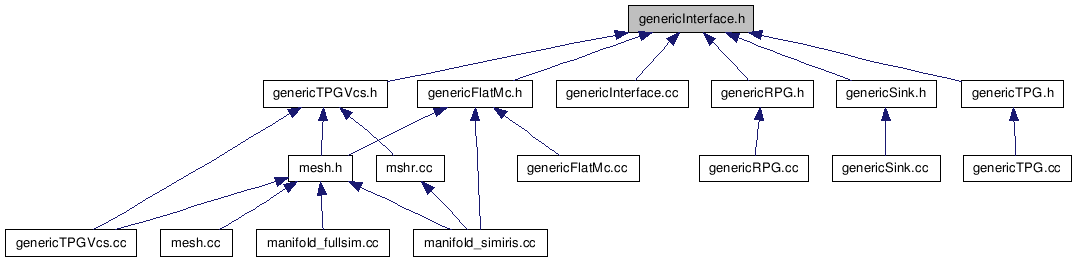 genericInterface.h
genericTPGVcs.h
genericFlatMc.h
genericInterface.cc
genericRPG.h
genericSink.h
genericTPG.h
mesh.h
mshr.cc
genericFlatMc.cc
genericRPG.cc
genericSink.cc
genericTPG.cc
genericTPGVcs.cc
mesh.cc
manifold_fullsim.cc
manifold_simiris.cc